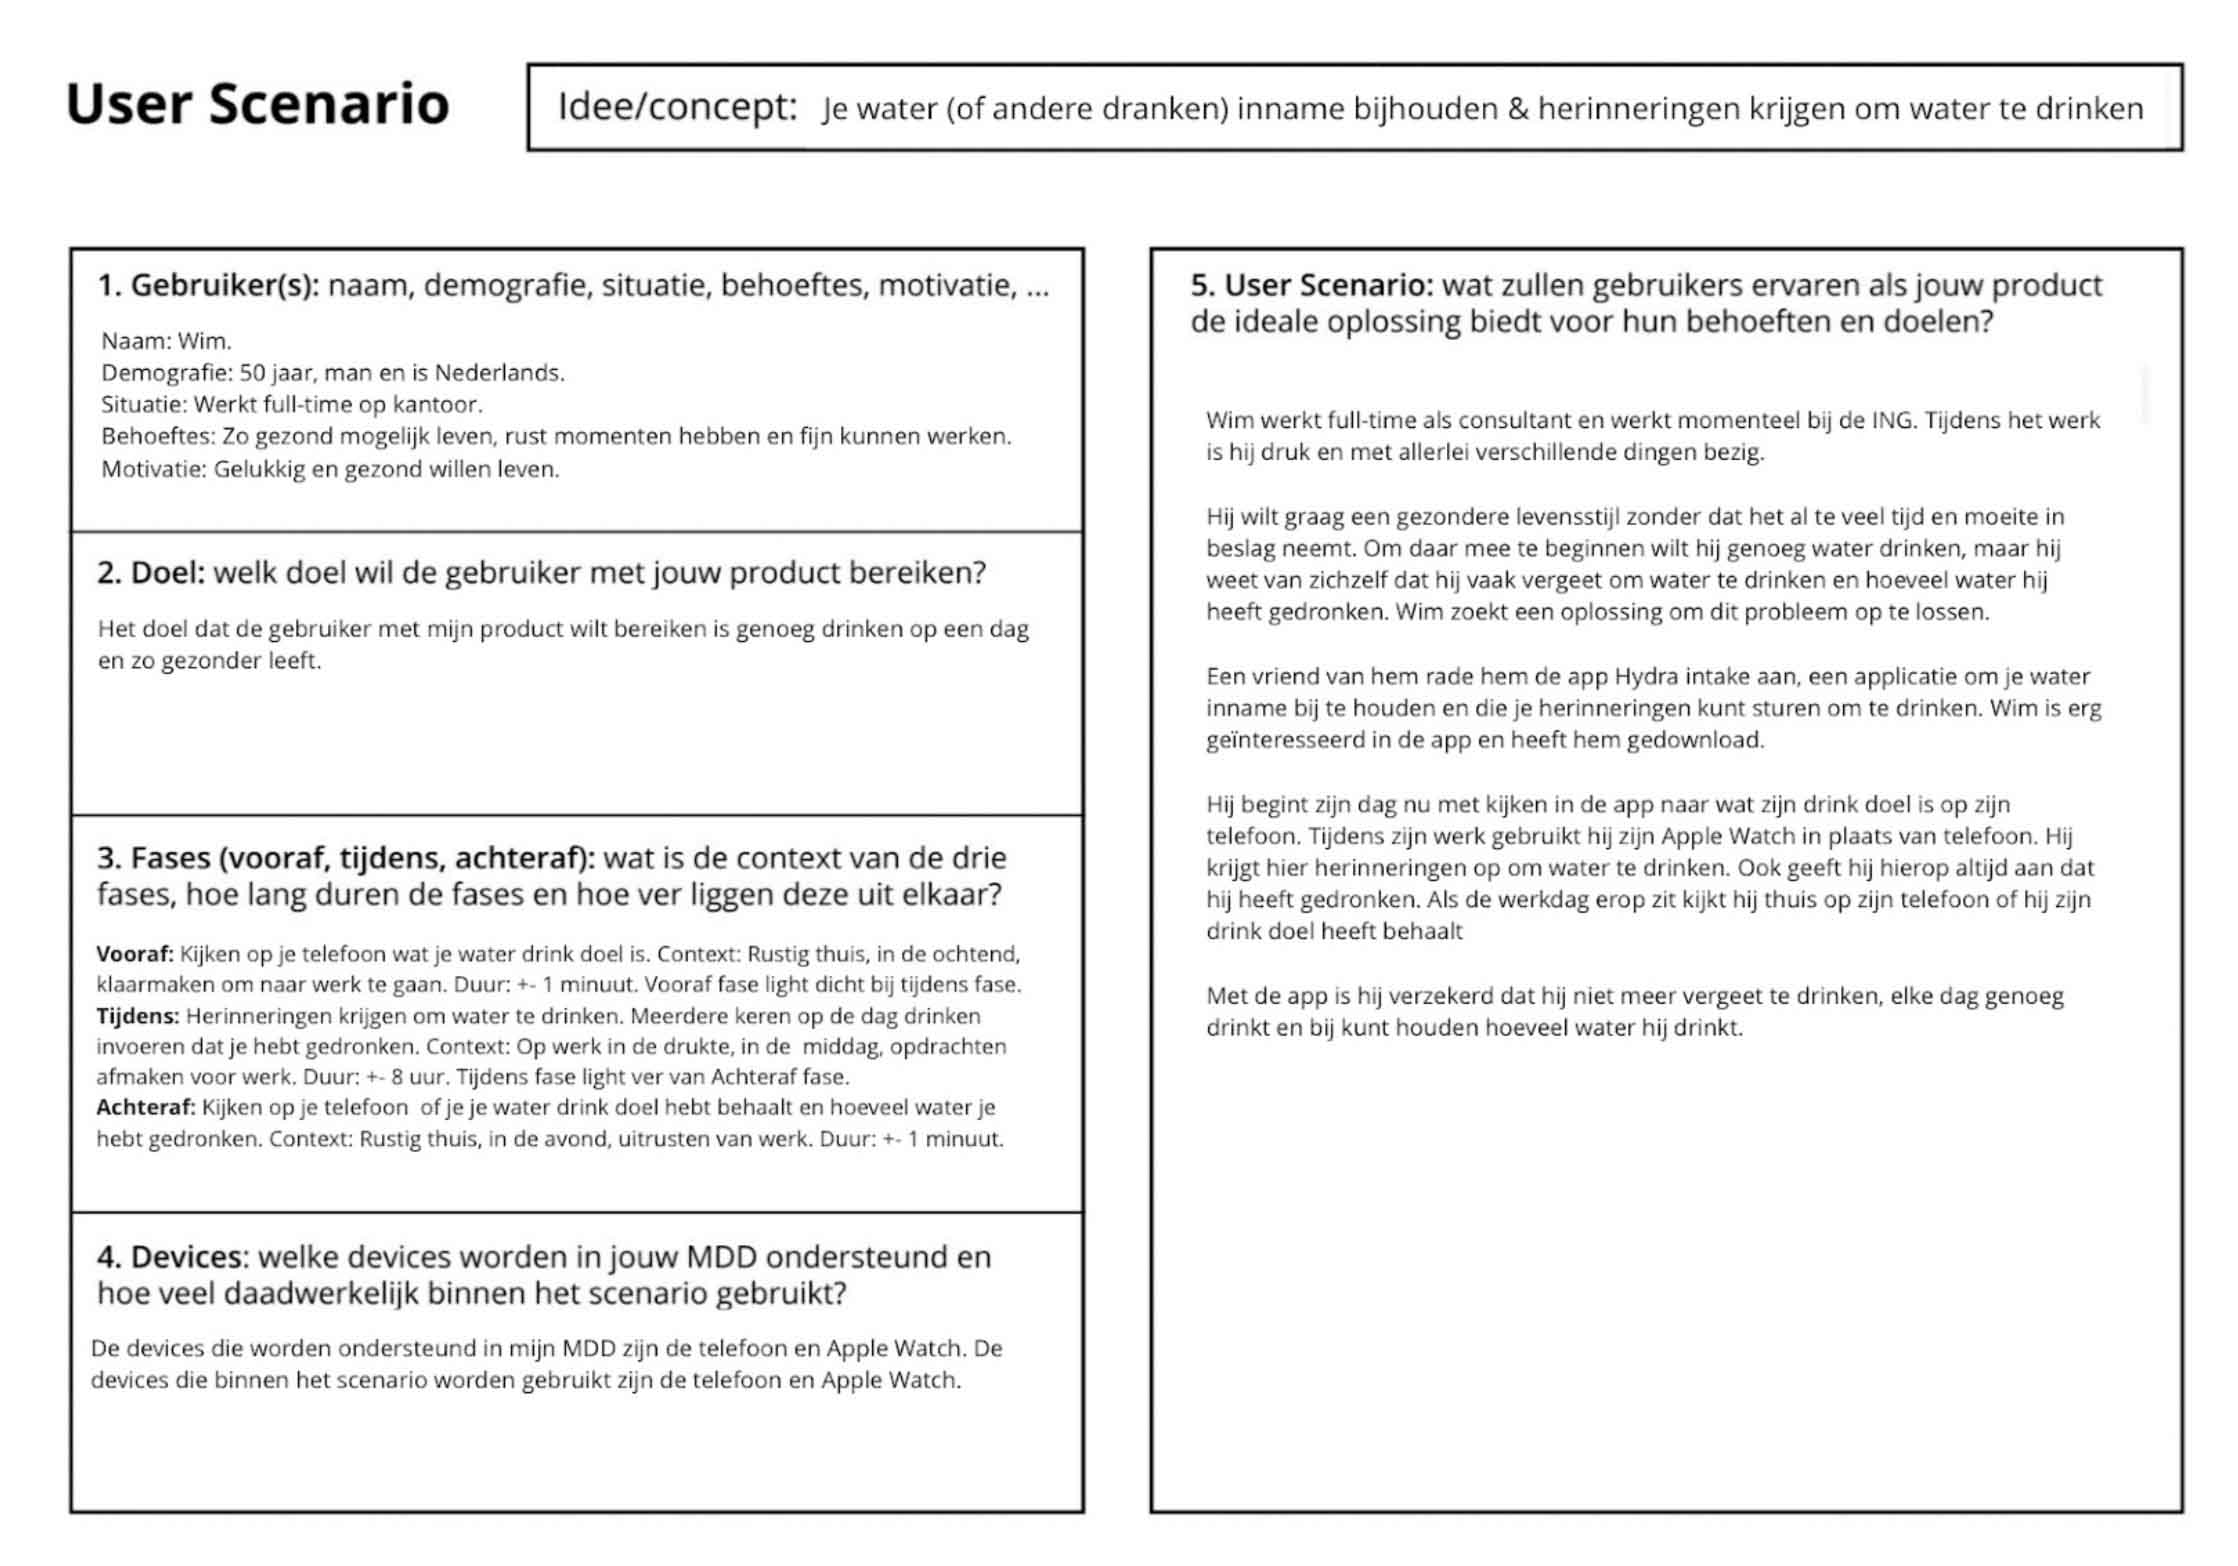 User Scenario
Idee/concept: Je water (of andere dranken) inname bijhouden & herinneringen krijgen om water te drinken
1. Gebruiker(s): naam, demografie, situatie, behoeftes, motivatie, ...
Naam: Wim.
Demografie: 50 jaar, man en is Nederlands.
Situatie: Werkt full-time op kantoor.
Behoeftes: Zo gezond mogelijk leven, rust momenten hebben en fijn kunnen werken.
Motivatie: Gelukkig en gezond willen leven.
2. Doel: welk doel wil de gebruiker met jouw product bereiken?
Het doel dat de gebruiker met mijn product wilt bereiken is genoeg drinken op een dag
en zo gezonder leeft.
3. Fases (vooraf, tijdens, achteraf): wat is de context van de drie
fases, hoe lang duren de fases en hoe ver liggen deze uit elkaar?
Vooraf: Kijken op je telefoon wat je water drink doel is. Context: Rustig thuis, in de ochtend,
klaarmaken om naar werk te gaan. Duur: +- 1 minuut. Vooraf fase light dicht bij tijdens fase.
Tijdens: Herinneringen krijgen om water te drinken. Meerdere keren op de dag drinken
invoeren dat je hebt gedronken. Context: Op werk in de drukte, in de middag, opdrachten
afmaken voor werk. Duur: +- 8 uur. Tijdens fase light ver van Achteraf fase.
Achteraf: Kijken op je telefoon of je je water drink doel hebt behaalt en hoeveel water je
hebt gedronken. Context: Rustig thuis, in de avond, uitrusten van werk. Duur: +- 1 minuut.
4. Devices: welke devices worden in jouw MDD ondersteund en
hoe veel daadwerkelijk binnen het scenario gebruikt?
De devices die worden ondersteund in mijn MDD zijn de telefoon en Apple Watch. De
devices die binnen het scenario worden gebruikt zijn de telefoon en Apple Watch.
5. User Scenario: wat zullen gebruikers ervaren als jouw product
de ideale oplossing biedt voor hun behoeften en doelen?
Wim werkt full-time als consultant en werkt momenteel bij de ING. Tijdens het werk
is hij druk en met allerlei verschillende dingen bezig.
Hij wilt graag een gezondere levensstijl zonder dat het al te veel tijd en moeite in
beslag neemt. Om daar mee te beginnen wilt hij genoeg water drinken, maar hij
weet van zichzelf dat hij vaak vergeet om water te drinken en hoeveel water hij
heeft gedronken. Wim zoekt een oplossing om dit probleem op te lossen.
Een vriend van hem rade hem de app Hydra intake aan, een applicatie om je water
inname bij te houden en die je herinneringen kunt sturen om te drinken. Wim is erg
geïnteresseerd in de app en heeft hem gedownload.
Hij begint zijn dag nu met kijken in de app naar wat zijn drink doel is op zijn
telefoon. Tijdens zijn werk gebruikt hij zijn Apple Watch in plaats van telefoon. Hij
krijgt hier herinneringen op om water te drinken. Ook geeft hij hierop altijd aan dat
hij heeft gedronken. Als de werkdag erop zit kijkt hij thuis op zijn telefoon of hij zijn
drink doel heeft behaalt
Met de app is hij verzekerd dat hij niet meer vergeet te drinken, elke dag genoeg
drinkt en bij kunt houden hoeveel water hij drinkt.